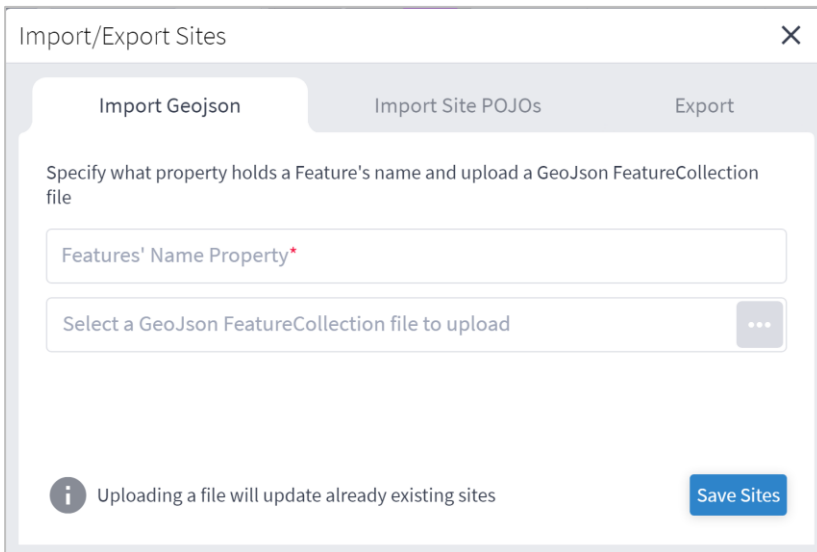 Import/Export Sites
Import Geojson
Import Site POJOs
Export
Specify what property holds a Feature's name and upload a GeoJson FeatureCollection
file
Features' Name Property*
Select a GeoJson FeatureCollection file to upload
Uploading a file will update already existing sites
Save Sites